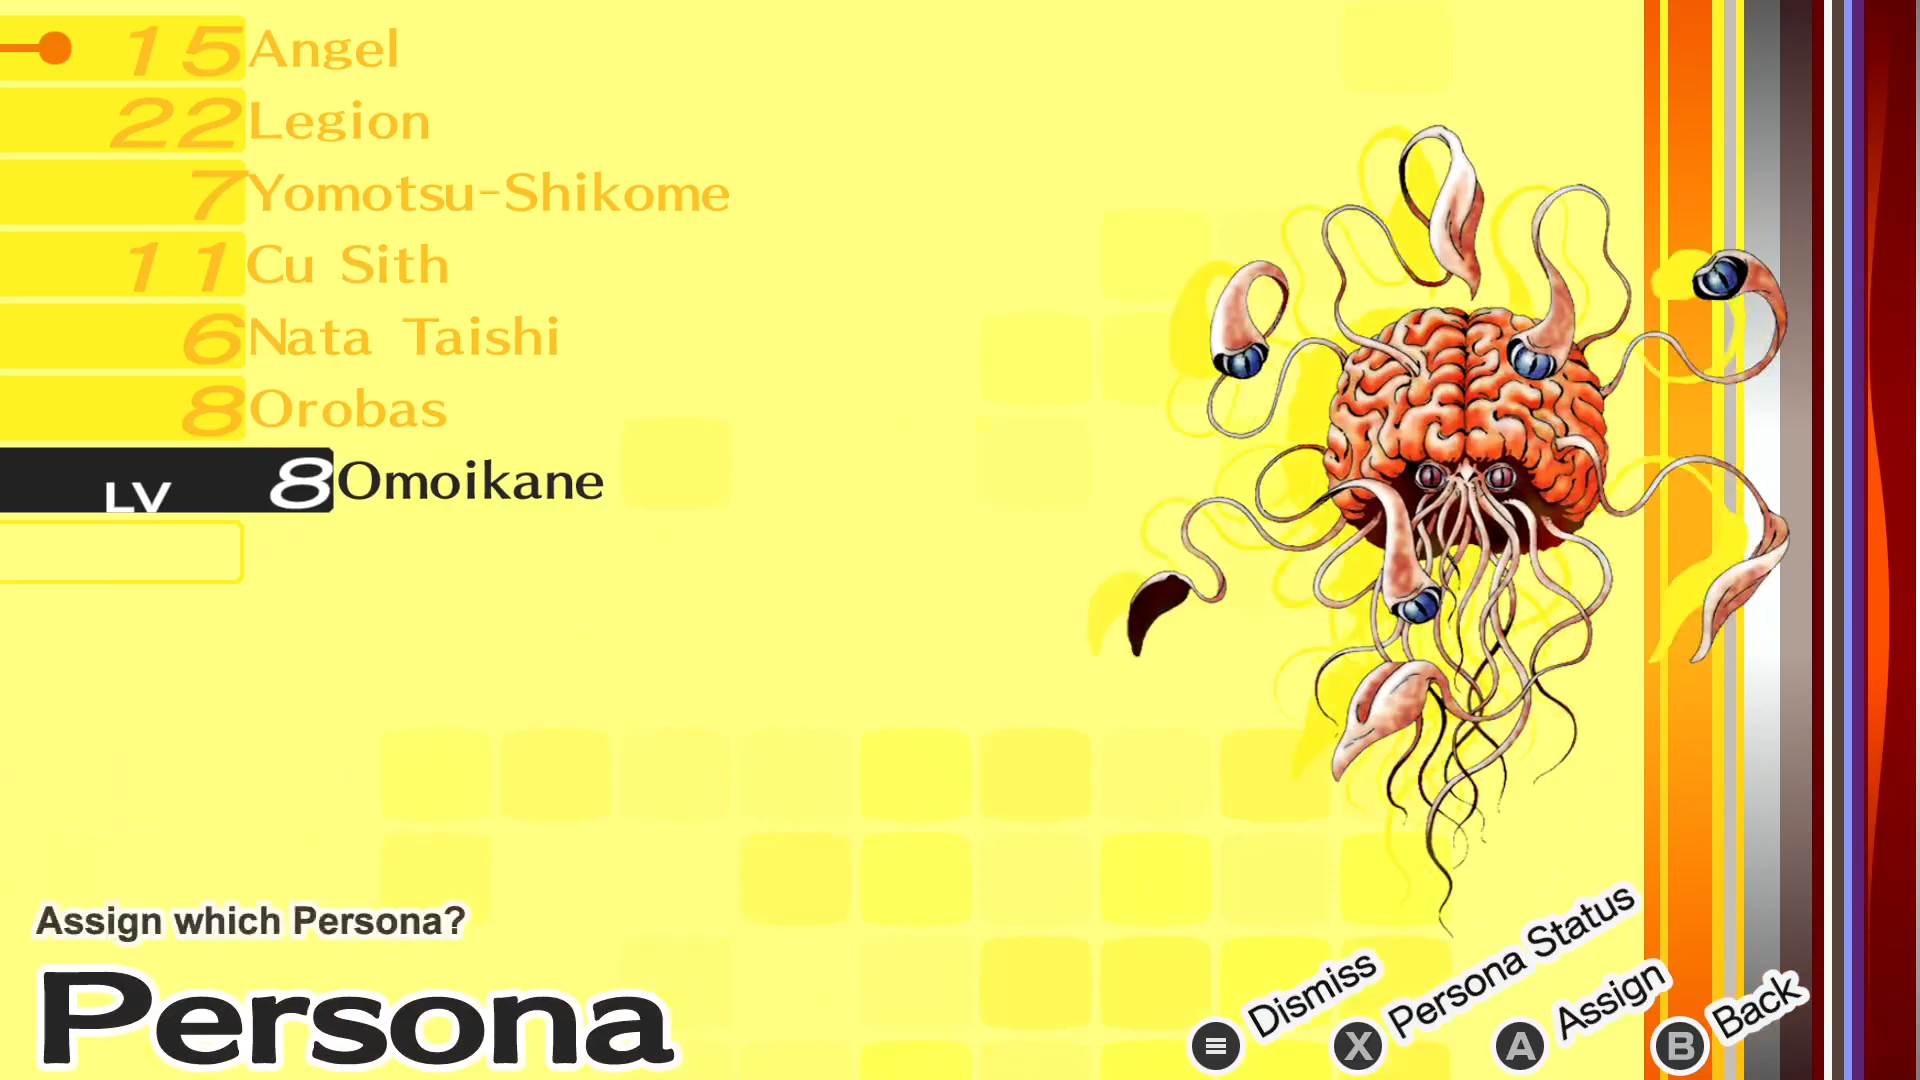 15 Angel
22 Legion
7 Yomotsu-Shikome
11 Cu Sith
6 Nata Taishi
8 Orobas
LV 8 Omoikane
Assign which Persona?
Persona
Dismiss
X Persona Status
A Assign
B Back